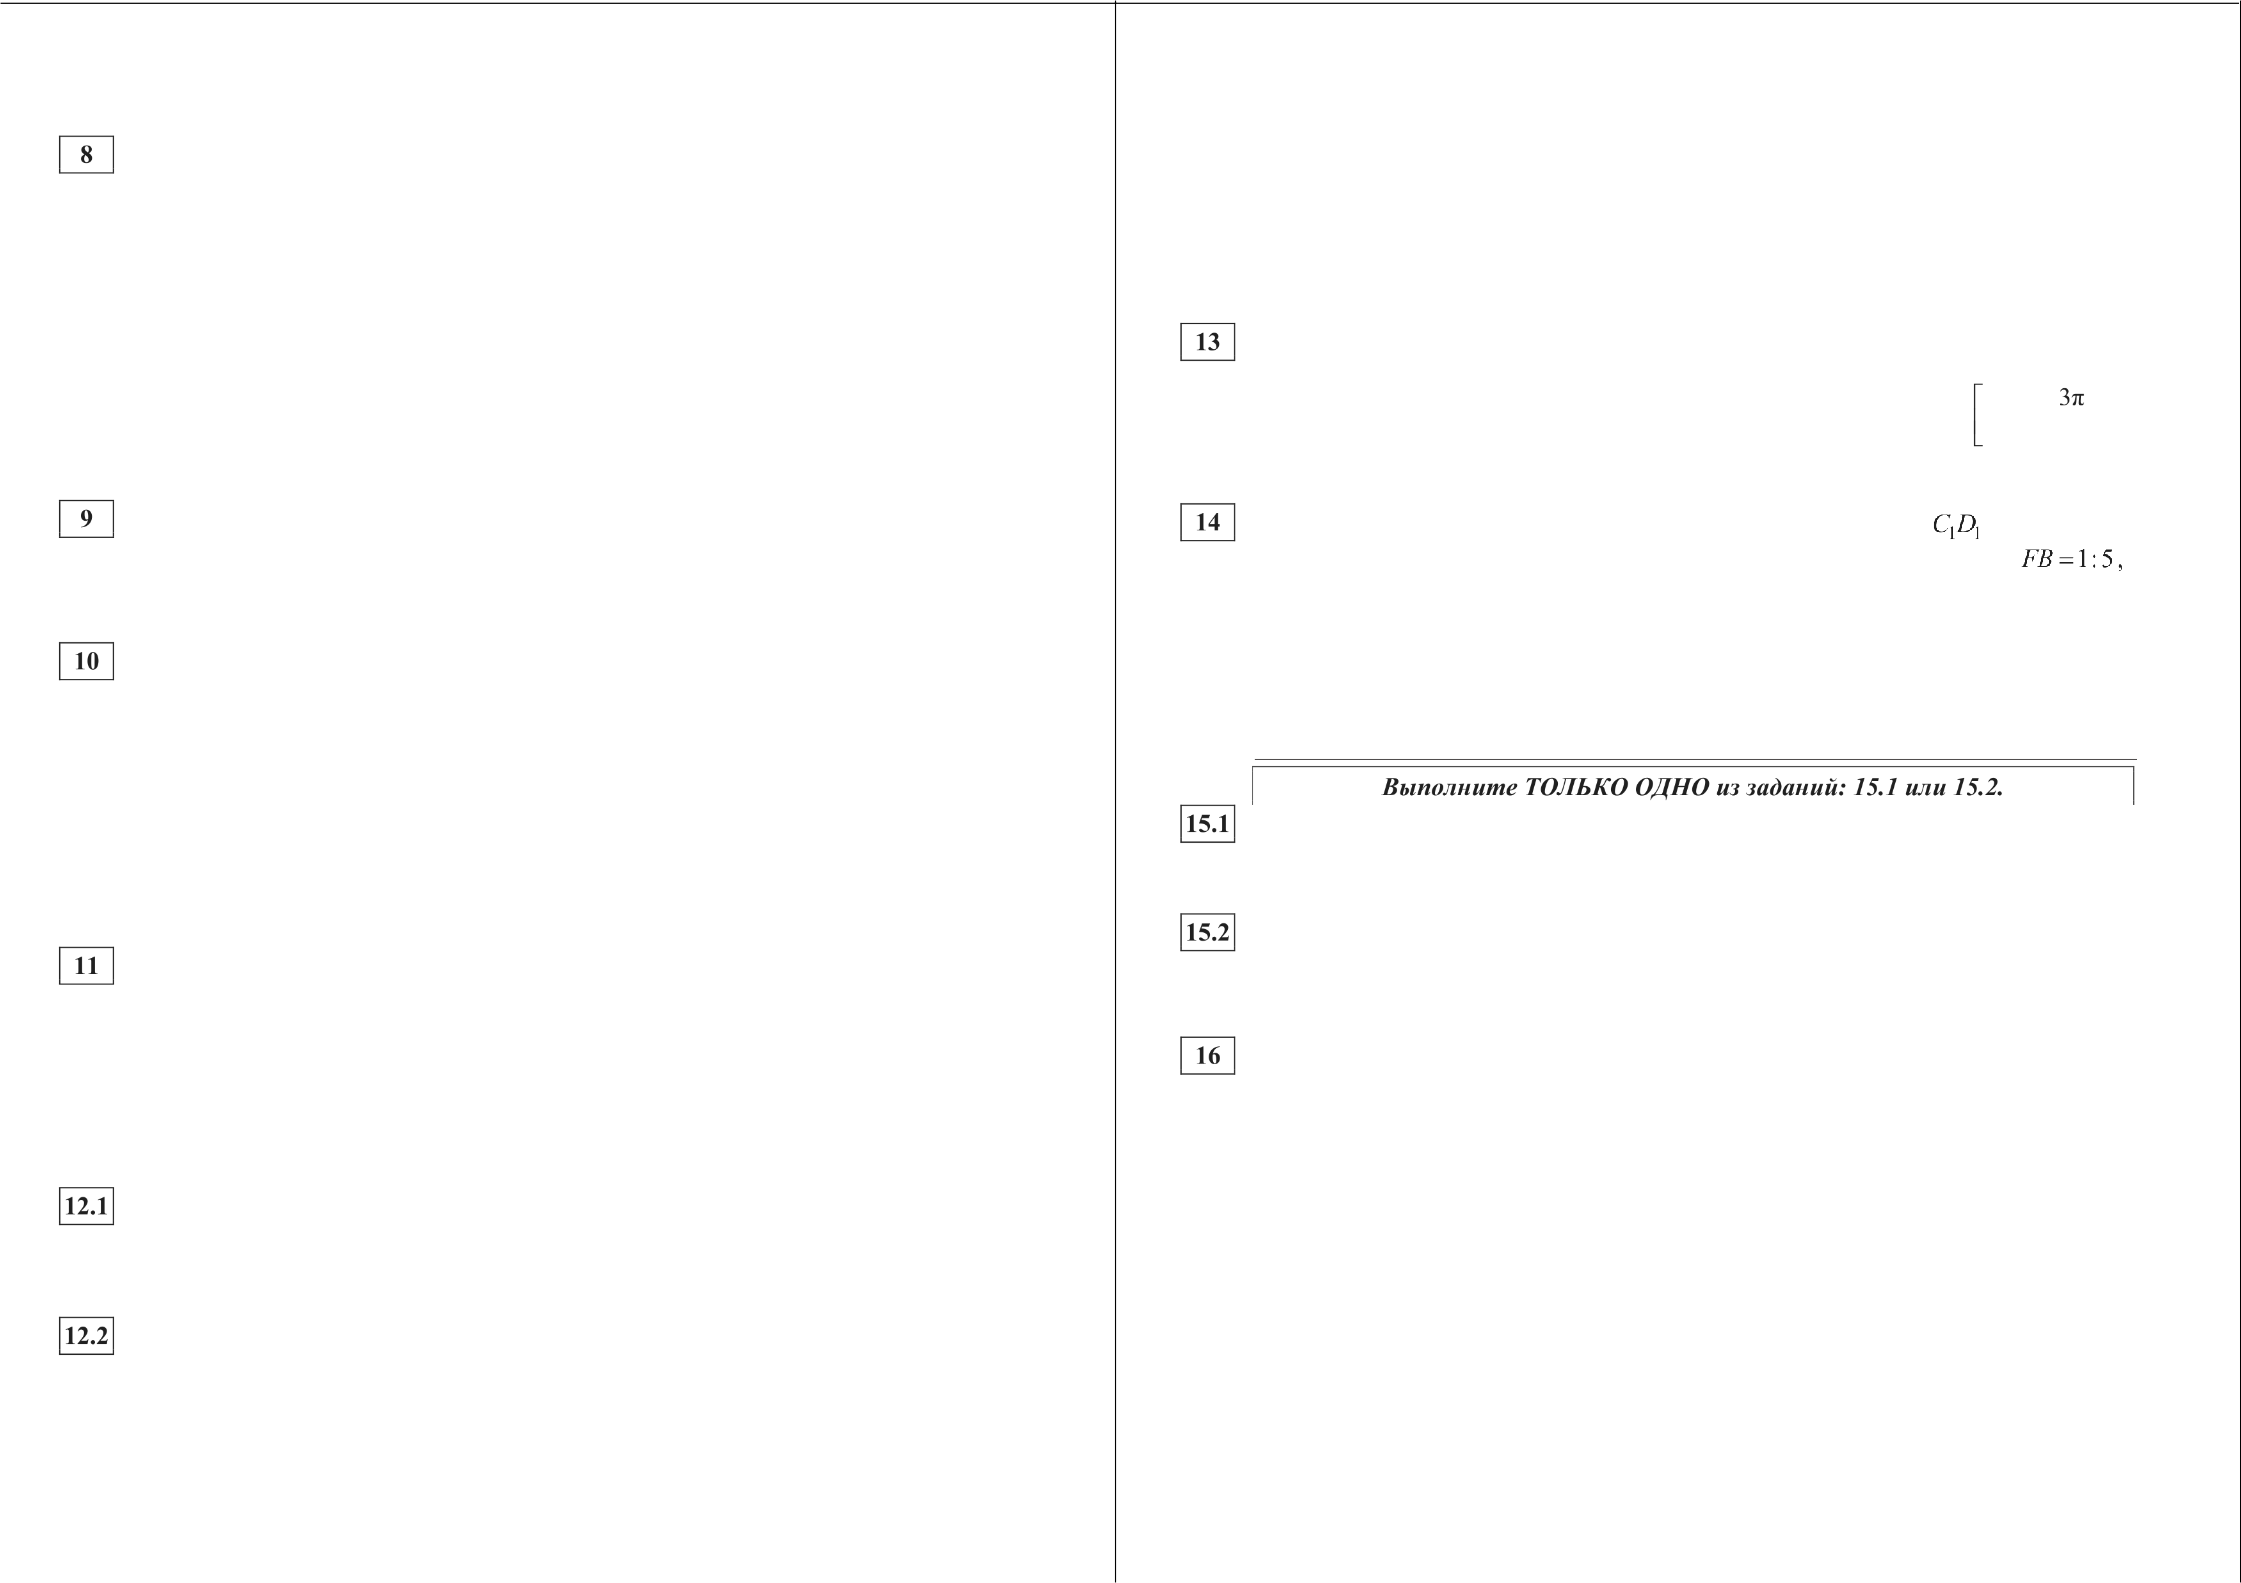 8
9
10
11
12.1
12.2
13
3π
14
C₁D₁
FB = 1 : 5 ,
Выполните ТОЛЬКО ОДНО из заданий: 15.1 или 15.2.
15.1
15.2
16